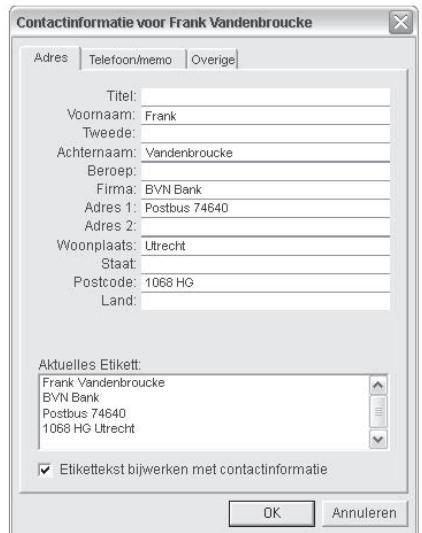 Contactinformatie voor Frank Vandenbroucke
Adres Telefoon/memo Overige
Titel:
Voornaam: Frank
Tweede:
Achternaam: Vandenbroucke
Beroep:
Firma: BVN Bank
Adres 1: Postbus 74640
Adres 2:
Woonplaats: Utrecht
Staat:
Postcode: 1068 HG
Land:
Aktuelles Etikett:
Frank Vandenbroucke
BVN Bank
Postbus 74640
1068 HG Utrecht
Etikettekst bijwerken met contactinformatie
OK Annuleren